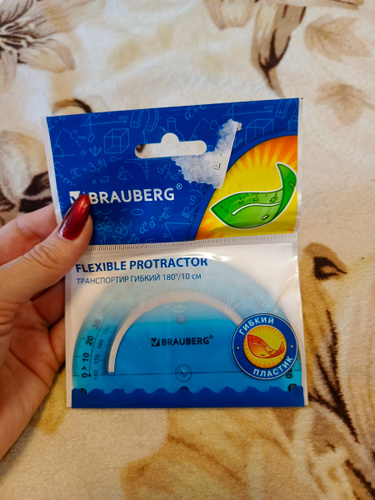 BRAUBERG®
FLEXIBLE PROTRACTOR
ТРАНСПОРТИР ГИБКИЙ 180°/10 см
BRAUBERG®
ГИБКИЙ
ПЛАСТИК
0 10 20